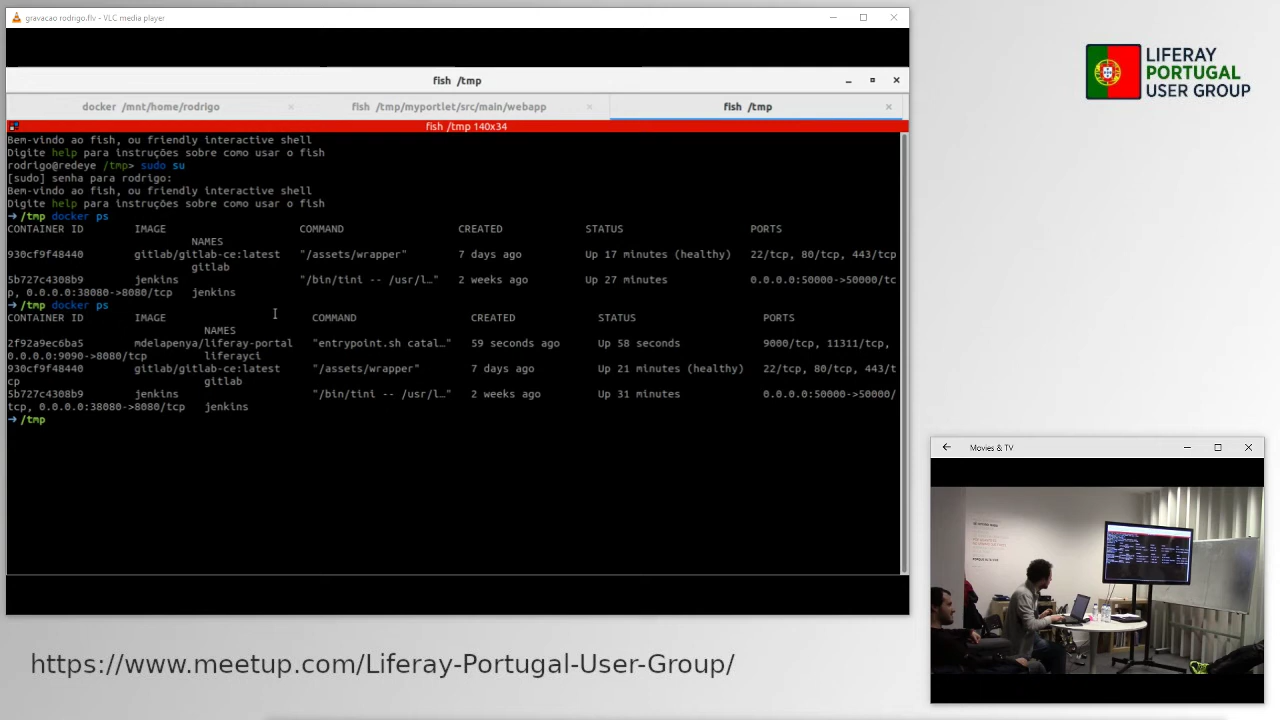 gravacao rodrigo.flv - VLC media player
LIFERAY
PORTUGAL
USER GROUP
fish /tmp
docker /mnt/home/rodrigo
fish /tmp/myportlet/src/main/webapp
fish /tmp
fish /tmp 140x34
Bem-vindo ao fish, ou friendly interactive shell
Digite help para instruções sobre como usar o fish
rodrigo@redeye /tmp> sudo su
[sudo] senha para rodrigo:
Bem-vindo ao fish, ou friendly interactive shell
Digite help para instruções sobre como usar o fish
➜ /tmp docker ps
CONTAINER ID IMAGE COMMAND CREATED STATUS PORTS
NAMES
930cf9f48440 gitlab/gitlab-ce:latest "/assets/wrapper" 7 days ago Up 17 minutes (healthy) 22/tcp, 80/tcp, 443/tcp
gitlab
5b727c4308b9 jenkins "/bin/tini -- /usr/l…" 2 weeks ago Up 27 minutes 0.0.0.0:50000->50000/tc
p, 0.0.0.0:38080->8080/tcp jenkins
➜ /tmp docker ps
CONTAINER ID IMAGE COMMAND CREATED STATUS PORTS
NAMES
2f92a9ec6ba5 mdelapenya/liferay-portal "entrypoint.sh catal…" 59 seconds ago Up 58 seconds 9000/tcp, 11311/tcp,
0.0.0.0:9090->8080/tcp liferayci
930cf9f48440 gitlab/gitlab-ce:latest "/assets/wrapper" 7 days ago Up 21 minutes (healthy) 22/tcp, 80/tcp, 443/t
cp gitlab
5b727c4308b9 jenkins "/bin/tini -- /usr/l…" 2 weeks ago Up 31 minutes 0.0.0.0:50000->50000/
tcp, 0.0.0.0:38080->8080/tcp jenkins
➜ /tmp
Movies & TV
https://www.meetup.com/Liferay-Portugal-User-Group/